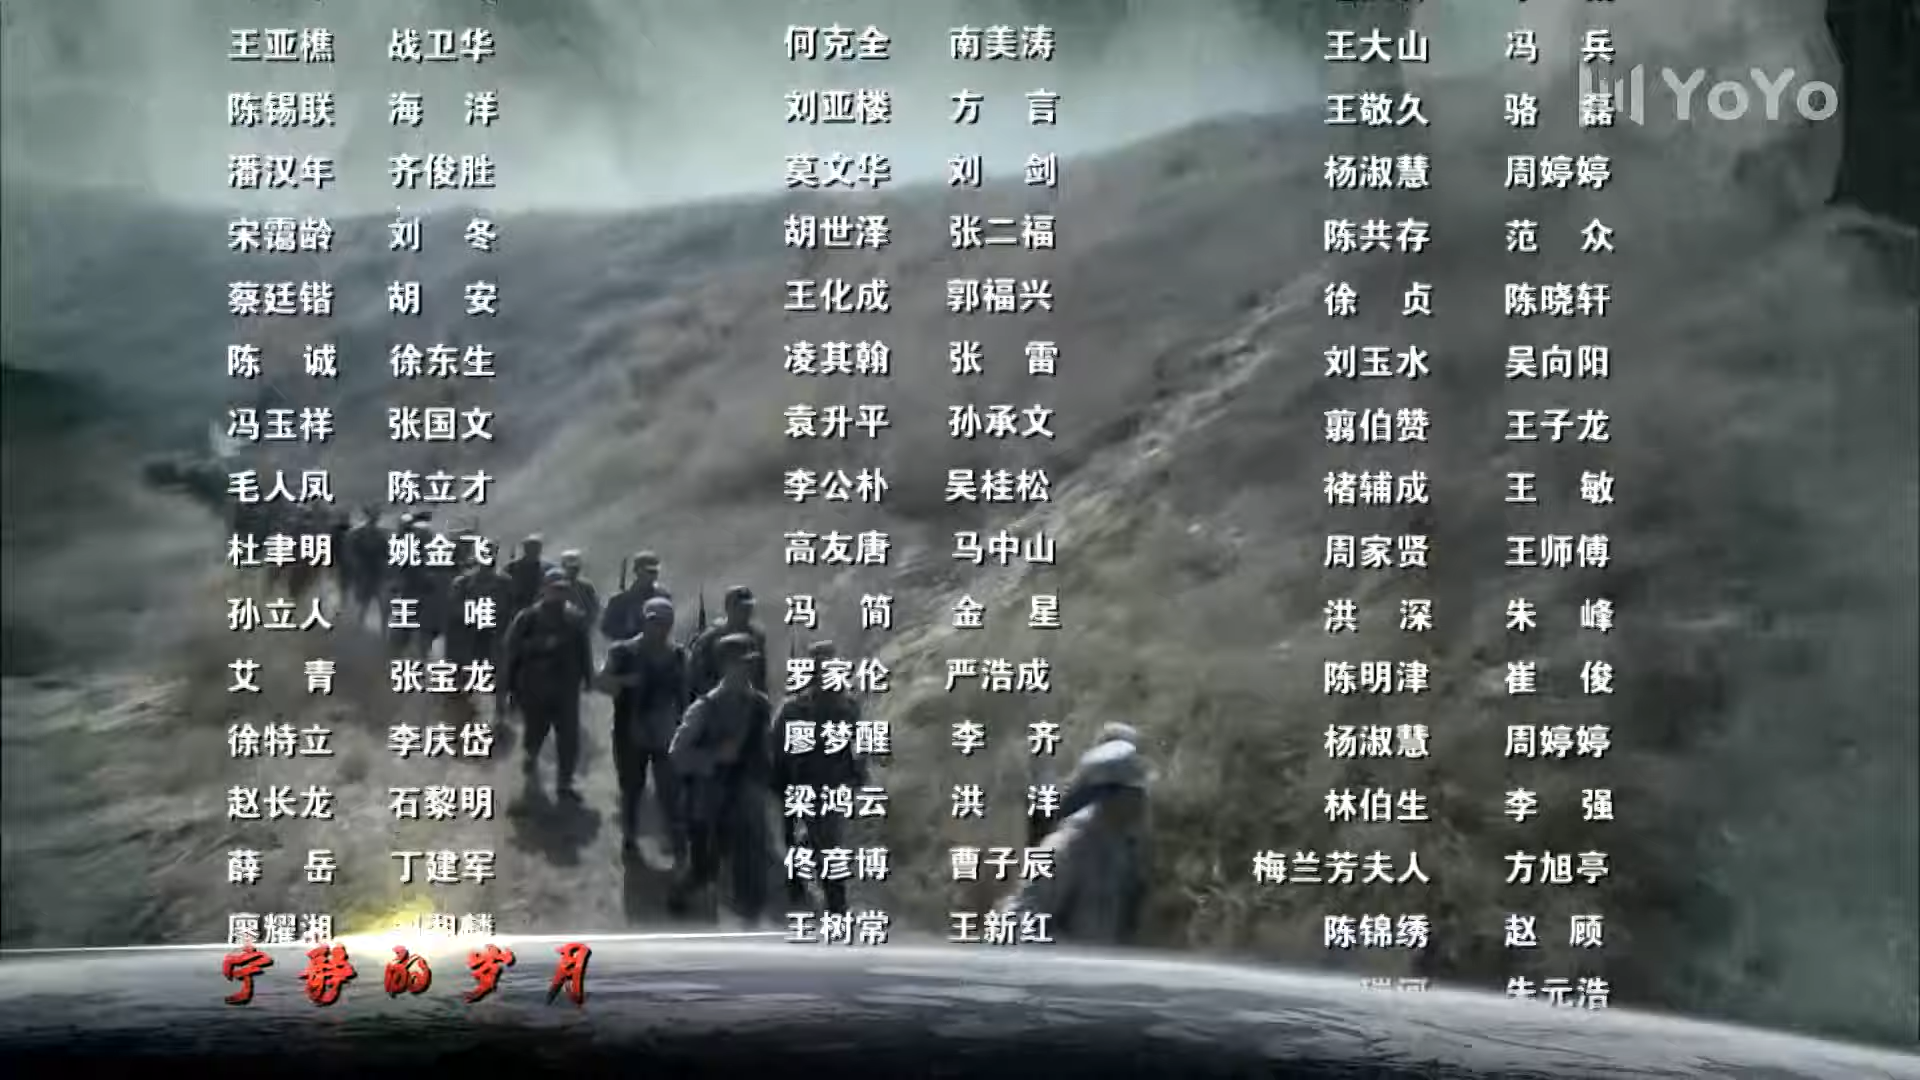 王亚樵 战卫华
陈锡联 海 洋
潘汉年 齐俊胜
宋霭龄 刘 冬
蔡廷锴 胡 安
陈 诚 徐东生
冯玉祥 张国文
毛人凤 陈立才
杜聿明 姚金飞
孙立人 王 唯
艾 青 张宝龙
徐特立 李庆岱
赵长龙 石黎明
薛 岳 丁建军
廖耀湘
何克全 南美涛
刘亚楼 方 言
莫文华 刘 剑
胡世泽 张二福
王化成 郭福兴
凌其翰 张 雷
袁升平 孙承文
李公朴 吴桂松
高友唐 马中山
冯 简 金 星
罗家伦 严浩成
廖梦醒 李 齐
梁鸿云 洪 洋
佟彦博 曹子辰
王树常 王新红
王大山 冯 兵
王敬久 骆 磊
杨淑慧 周婷婷
陈共存 范 众
徐 贞 陈晓轩
刘玉水 吴向阳
翦伯赞 王子龙
褚辅成 王 敏
周家贤 王师傅
洪 深 朱 峰
陈明津 崔 俊
杨淑慧 周婷婷
林伯生 李 强
梅兰芳夫人 方旭亭
陈锦绣 赵 顾
朱元浩
YoYo
宁静的岁月